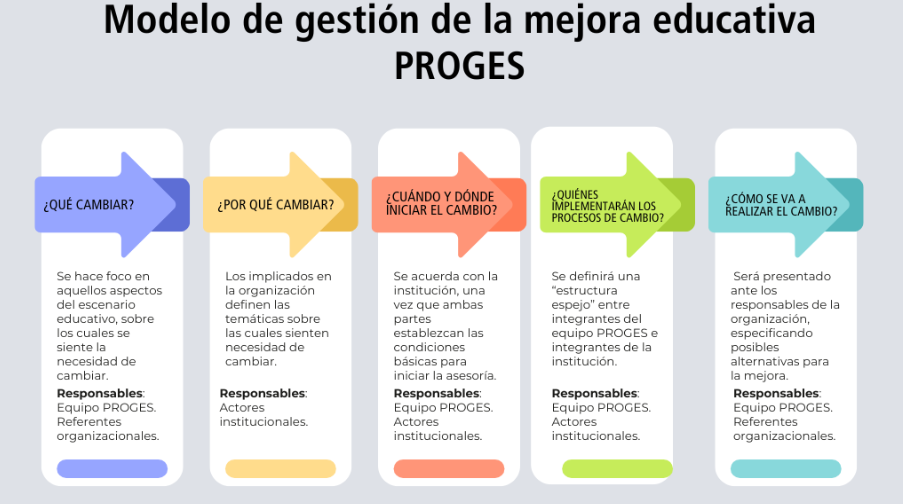 Modelo de gestión de la mejora educativa
PROGES
¿QUÉ CAMBIAR?
Se hace foco en
aquellos aspectos
del escenario
educativo, sobre
los cuales se
siente la
necesidad de
cambiar.
Responsables:
Equipo PROGES.
Referentes
organizacionales.
¿POR QUÉ CAMBIAR?
Los implicados en
la organización
definen las
temáticas sobre
las cuales sienten
necesidad de
cambiar.
Responsables:
Actores
institucionales.
¿CUÁNDO Y DÓNDE
INICIAR EL CAMBIO?
Se acuerda con la
institución, una
vez que ambas
partes
establezcan las
condiciones
básicas para
iniciar la asesoría.
Responsables:
Equipo PROGES.
Actores
institucionales.
¿QUIÉNES
IMPLEMENTARÁN LOS
PROCESOS DE CAMBIO?
Se definirá una
“estructura
espejo” entre
integrantes del
equipo PROGES e
integrantes de la
institución.
Responsables:
Equipo PROGES.
Actores
institucionales.
¿CÓMO SE VA A
REALIZAR EL CAMBIO?
Será presentado
ante los
responsables de la
organización,
especificando
posibles
alternativas para
la mejora.
Responsables:
Equipo PROGES.
Referentes
organizacionales.